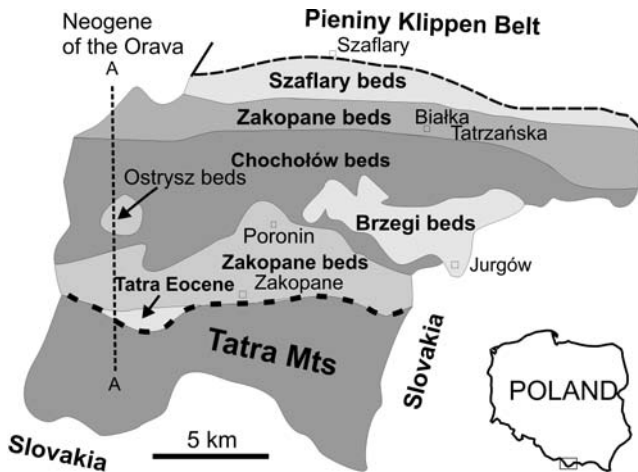 Neogene
of the Orava
Pieniny Klippen Belt
A
Szaflary
Szaflary beds
Zakopane beds
Białka
Tatrzańska
Chochołów beds
Ostrysz beds
Brzegi beds
Poronin
Zakopane beds
Jurgów
Tatra Eocene
Zakopane
Tatra Mts
Slovakia
A
POLAND
5 km
Slovakia